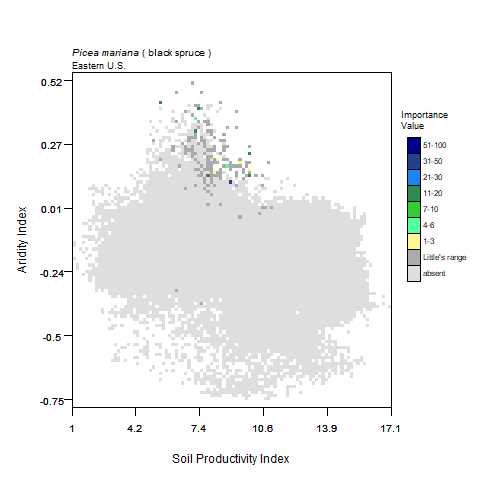 Picea mariana ( black spruce )
Eastern U.S.
0.52
0.27
0.01
-0.24
-0.5
-0.75
Aridity Index
1 4.2 7.4 10.6 13.9 17.1
Soil Productivity Index
Importance
Value
51-100
31-50
21-30
11-20
7-10
4-6
1-3
Little's range
absent